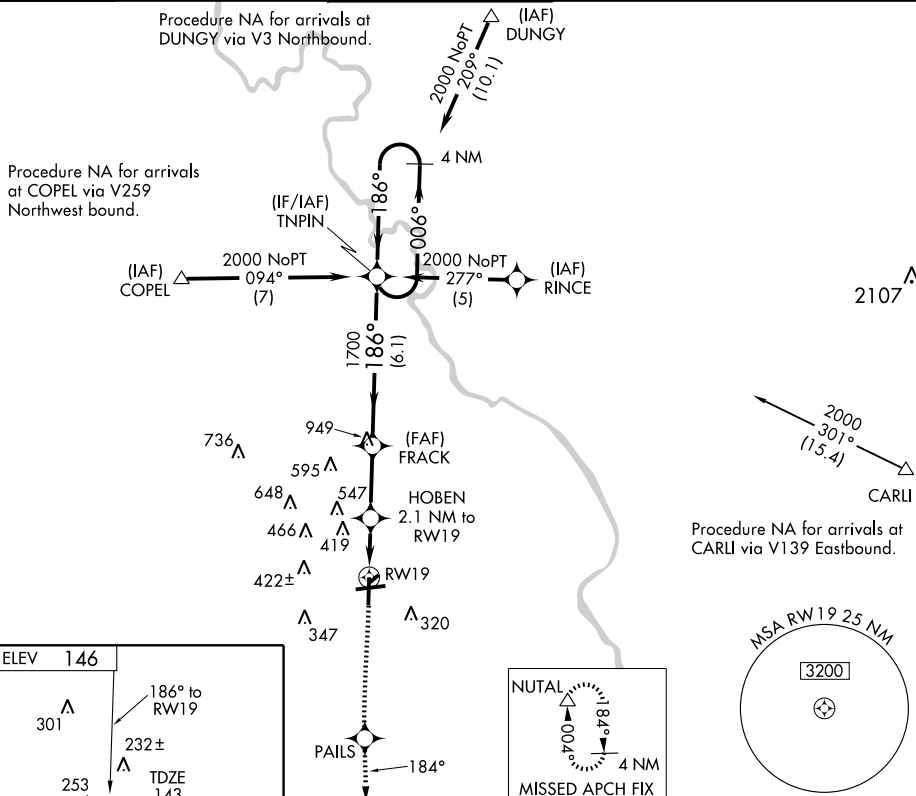 Procedure NA for arrivals at
DUNGY via V3 Northbound.
(IAF)
DUNGY
2000 NoPT
209°
(10.1)
4 NM
Procedure NA for arrivals
at COPEL via V259
Northwest bound.
186°
006°
(IF/IAF)
TNPIN
(IAF)
COPEL
2000 NoPT
094°
(7)
2000 NoPT
277°
(5)
(IAF)
RINCE
2107
1700
186°
(6.1)
2000
301°
(15.4)
CARLI
949
(FAF)
FRACK
736
595
648
547
HOBEN
2.1 NM to
RW19
466
419
Procedure NA for arrivals at
CARLI via V139 Eastbound.
422±
RW19
347
320
MSA RW19 25 NM
3200
ELEV 146
186° to
RW19
301
232±
TDZE
143
253
PAILS
184°
NUTAL
184°
004°
4 NM
MISSED APCH FIX